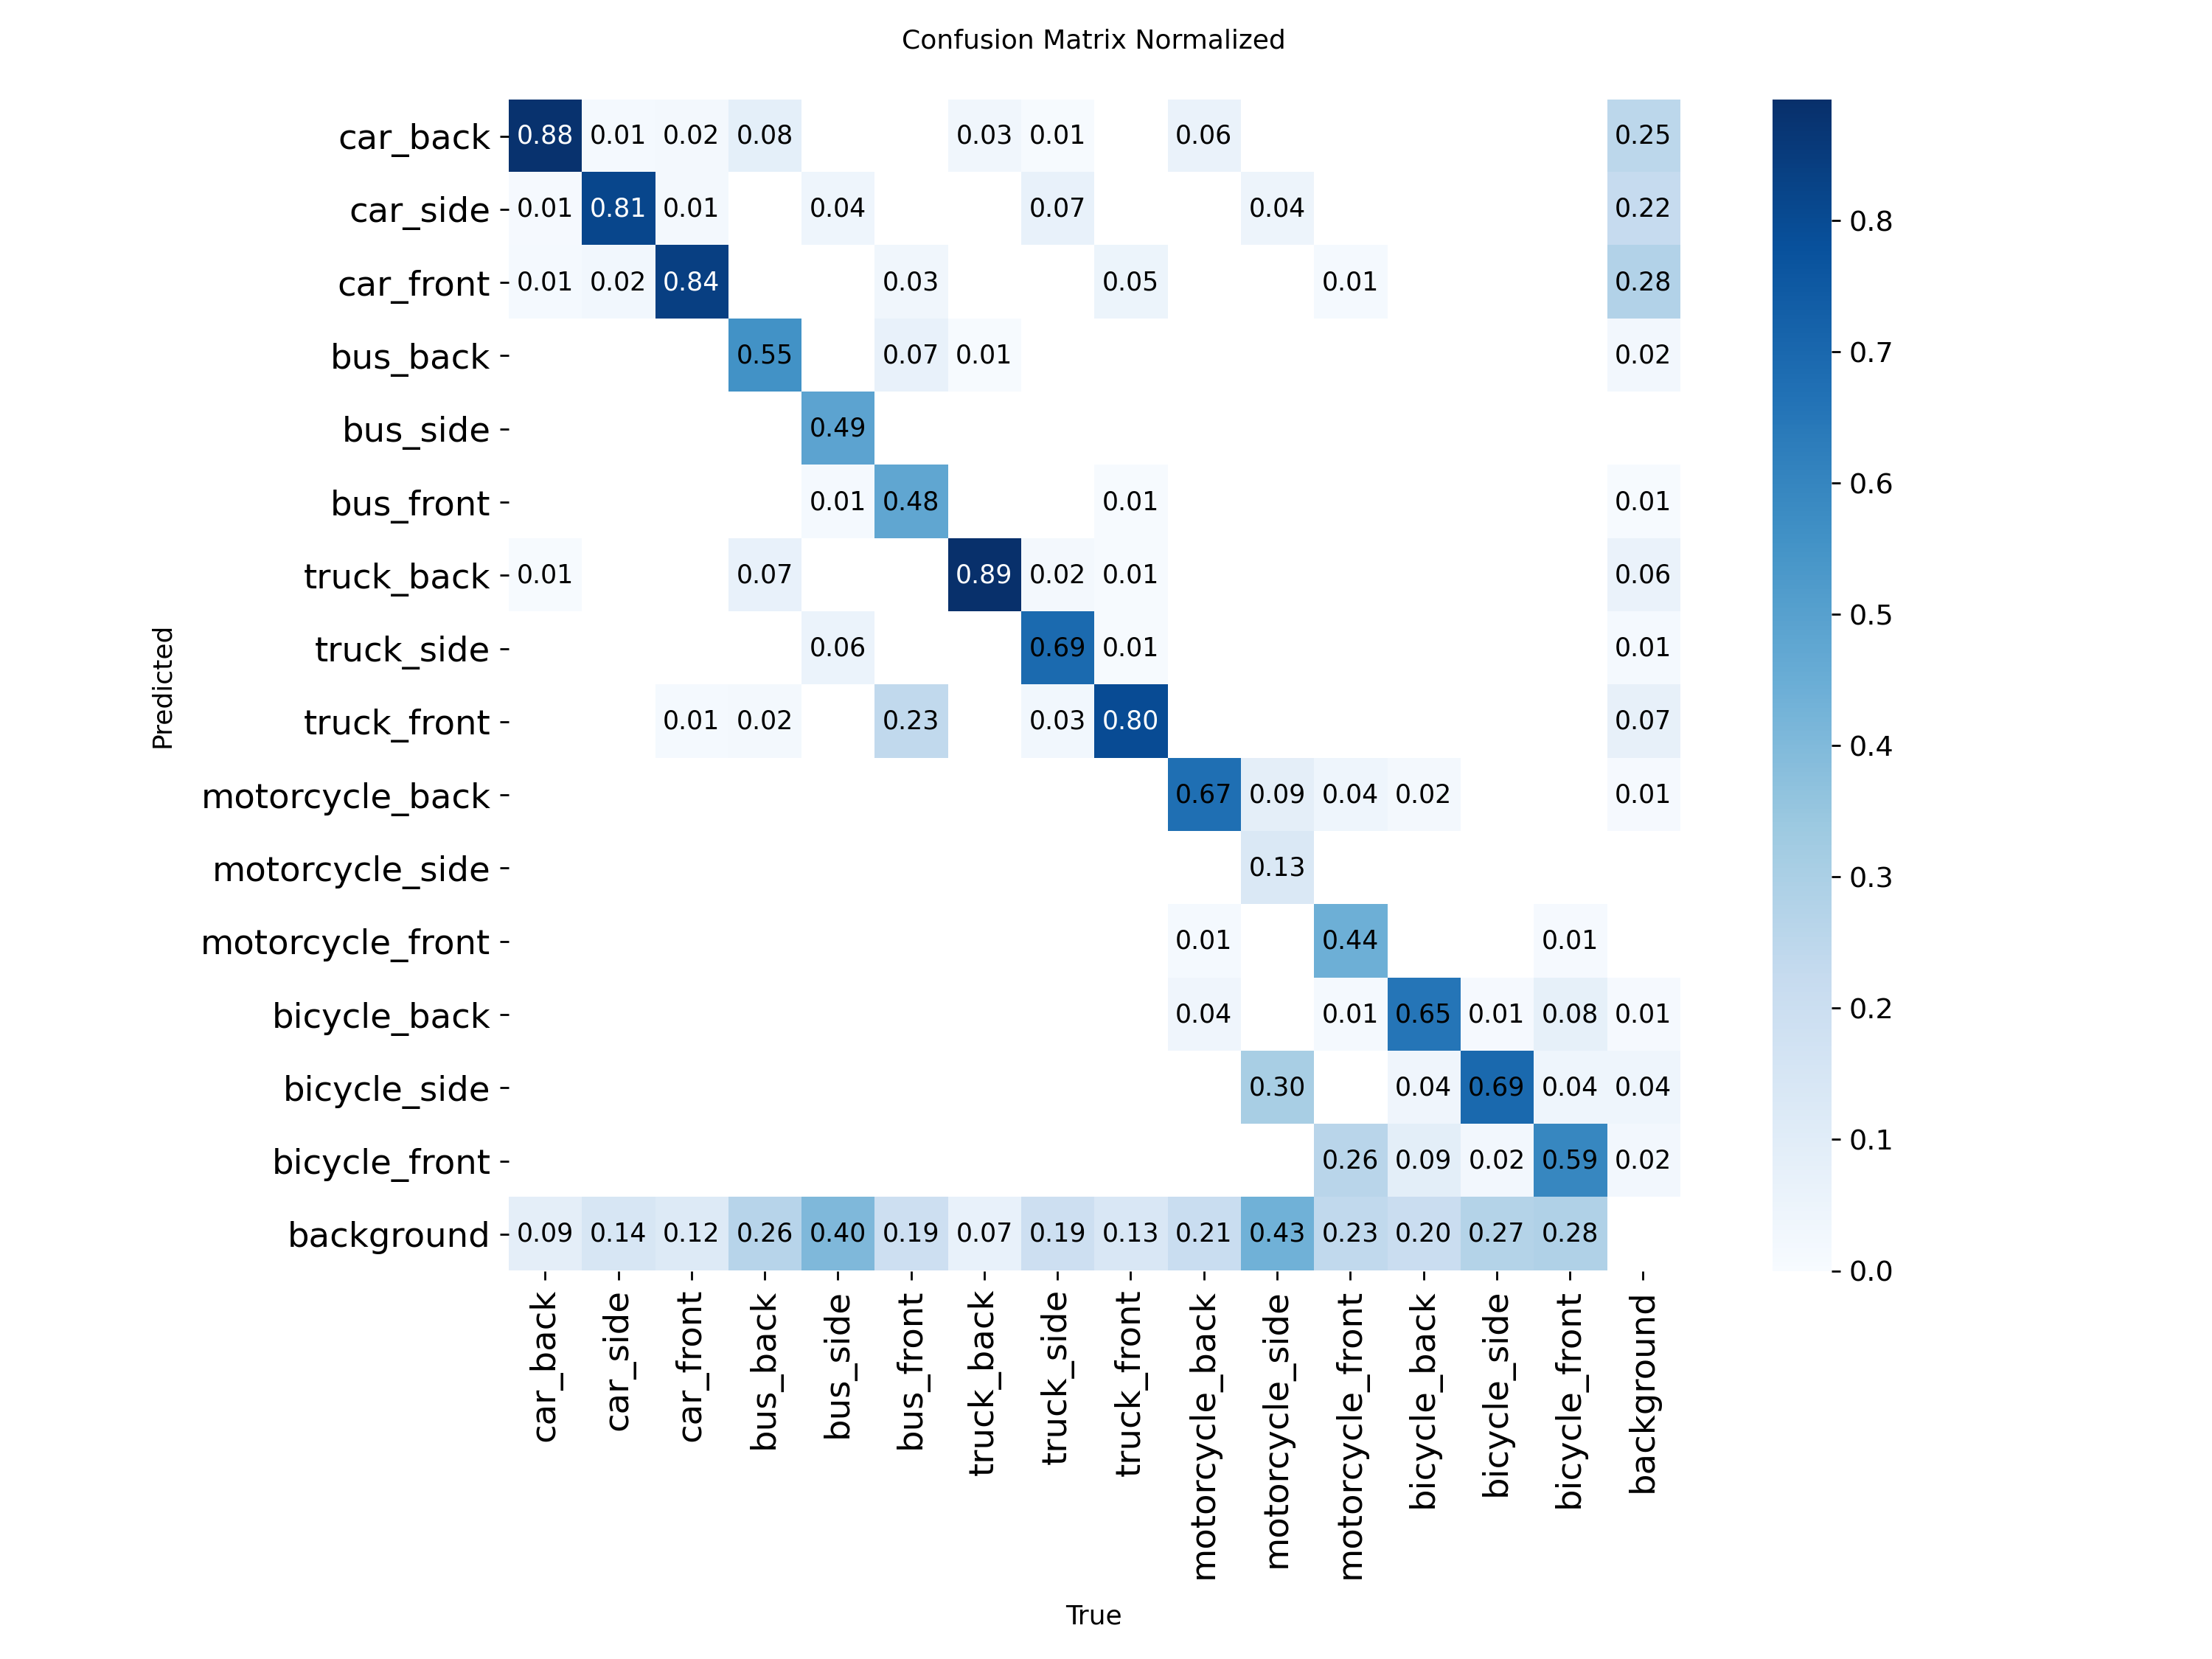 Confusion Matrix Normalized
car_back 0.88 0.01 0.02 0.08 0.03 0.01 0.06 0.25
car_side 0.01 0.81 0.01 0.04 0.07 0.04 0.22
car_front 0.01 0.02 0.84 0.03 0.05 0.01 0.28
bus_back 0.55 0.07 0.01 0.02
bus_side 0.49
bus_front 0.01 0.48 0.01 0.01
truck_back 0.01 0.07 0.89 0.02 0.01 0.06
truck_side 0.06 0.69 0.01 0.01
truck_front 0.01 0.02 0.23 0.03 0.80 0.07
motorcycle_back 0.67 0.09 0.04 0.02 0.01
motorcycle_side 0.13
motorcycle_front 0.01 0.44 0.01
bicycle_back 0.04 0.01 0.65 0.01 0.08 0.01
bicycle_side 0.30 0.04 0.69 0.04 0.04
bicycle_front 0.26 0.09 0.02 0.59 0.02
background 0.09 0.14 0.12 0.26 0.40 0.19 0.07 0.19 0.13 0.21 0.43 0.23 0.20 0.27 0.28
Predicted
car_back
car_side
car_front
bus_back
bus_side
bus_front
truck_back
truck_side
truck_front
motorcycle_back
motorcycle_side
motorcycle_front
bicycle_back
bicycle_side
bicycle_front
background
True
0.8
0.7
0.6
0.5
0.4
0.3
0.2
0.1
0.0